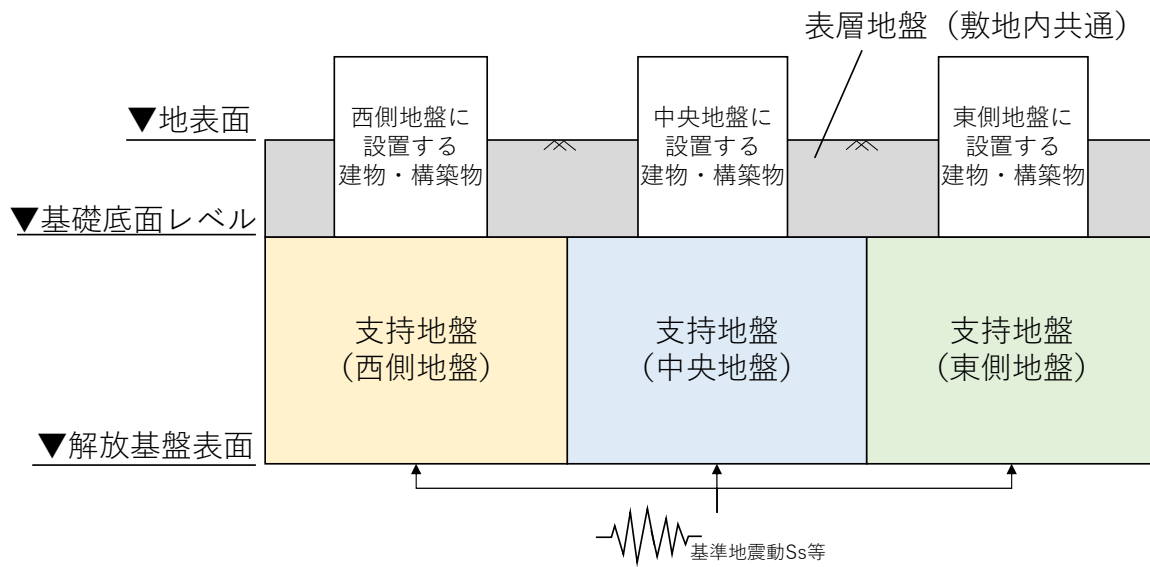 表層地盤（敷地内共通）
▼地表面
西側地盤に
設置する
建物・構築物
中央地盤に
設置する
建物・構築物
東側地盤に
設置する
建物・構築物
▼基礎底面レベル
支持地盤
（西側地盤）
支持地盤
（中央地盤）
支持地盤
（東側地盤）
▼解放基盤表面
基準地震動Ss等